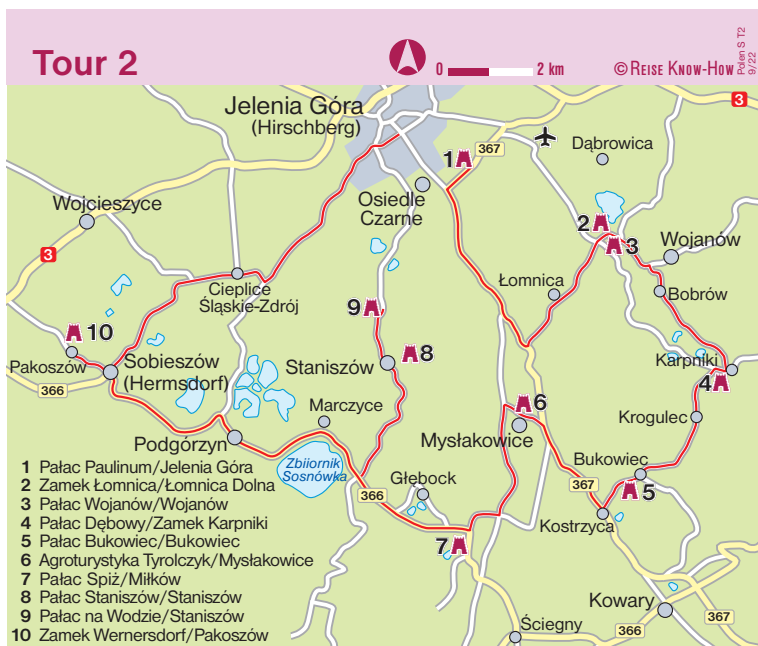 Tour 2
0 2 km
© REISE KNOW-HOW
Polen S T2
9/22
Jelenia Góra
(Hirschberg)
1
367
3
Dąbrowica
Osiedle
Czarne
Wojcieszyce
2
3
Wojanów
3
Cieplice
Śląskie-Zdrój
Łomnica
Bobrów
9
10
Pakoszów
Sobieszów
(Hermsdorf)
Staniszów
8
Karpniki
4
366
Marczyce
6
Krogulec
Podgórzyn
Mysłakowice
Zbiiornik
Sosnówka
Głębock
Bukowiec
366
367
5
Kostrzyca
7
Kowary
Ściegny
366
367
1 Pałac Paulinum/Jelenia Góra
2 Zamek Łomnica/Łomnica Dolna
3 Pałac Wojanów/Wojanów
4 Pałac Dębowy/Zamek Karpniki
5 Pałac Bukowiec/Bukowiec
6 Agroturystyka Tyrolczyk/Mysłakowice
7 Pałac Spiż/Miłków
8 Pałac Staniszów/Staniszów
9 Pałac na Wodzie/Staniszów
10 Zamek Wernersdorf/Pakoszów